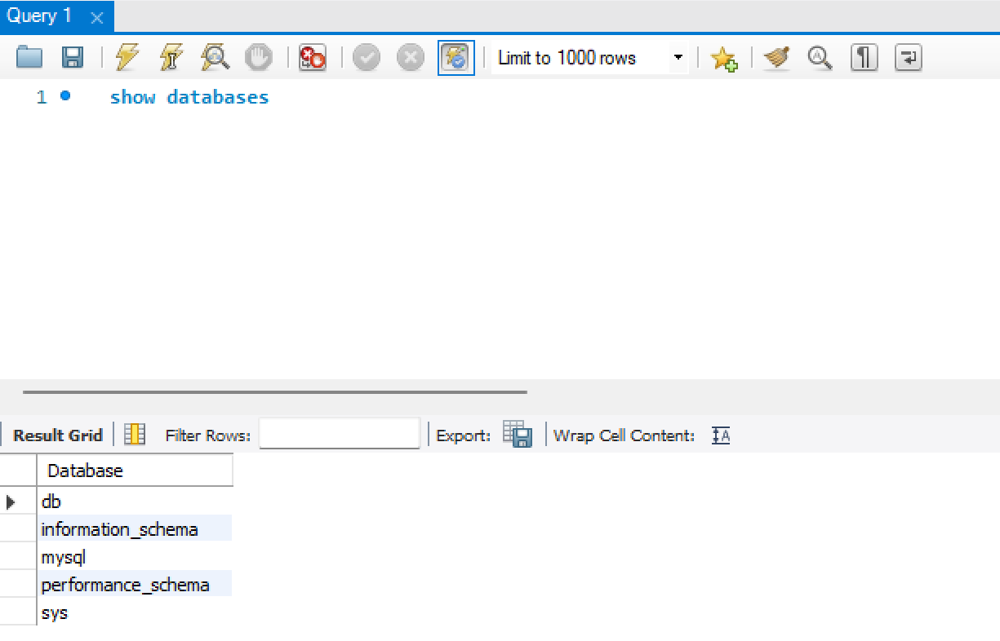 Query 1
Limit to 1000 rows
1 show databases
Result Grid Filter Rows: Export: Wrap Cell Content:
Database
db
information_schema
mysql
performance_schema
sys